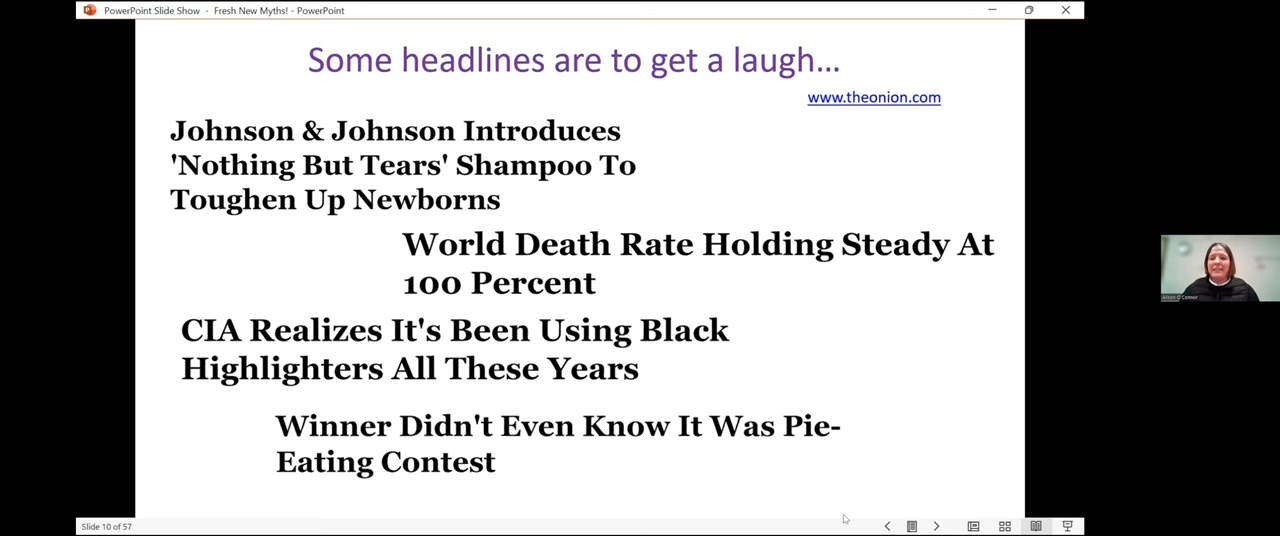 PowerPoint Slide Show - Fresh New Myths! - PowerPoint
Some headlines are to get a laugh...
www.theonion.com
Johnson & Johnson Introduces
'Nothing But Tears' Shampoo To
Toughen Up Newborns
World Death Rate Holding Steady At
100 Percent
CIA Realizes It's Been Using Black
Highlighters All These Years
Winner Didn't Even Know It Was Pie-
Eating Contest
Alison O Connor
Slide 10 of 57